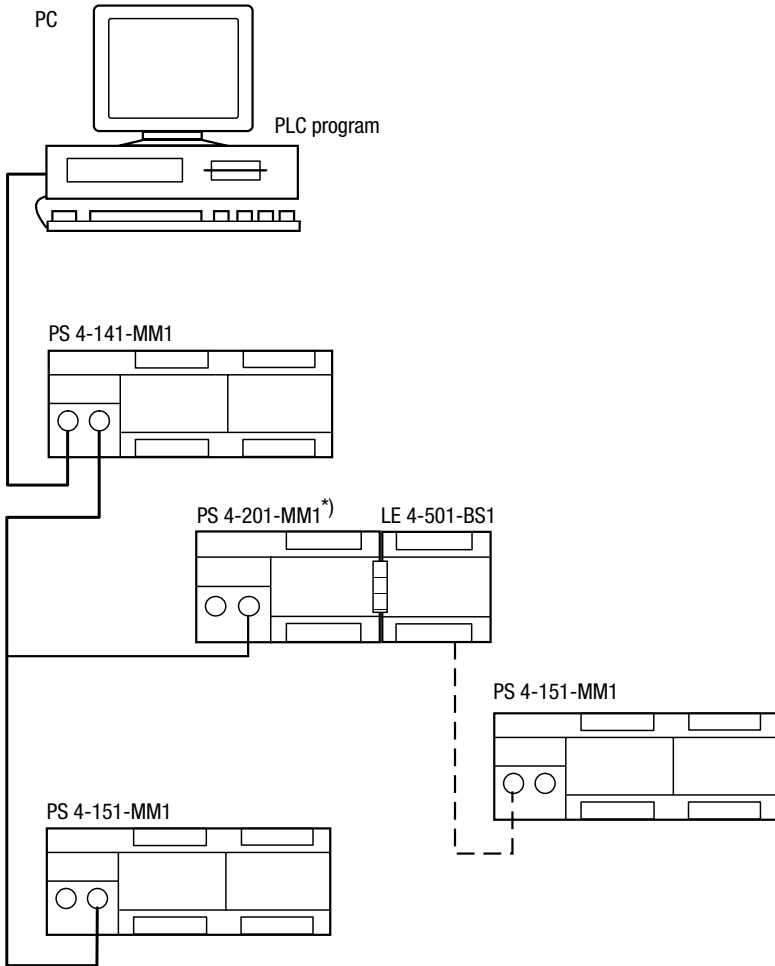 PC
PLC program
PS 4-141-MM1
PS 4-201-MM1*) LE 4-501-BS1
PS 4-151-MM1
PS 4-151-MM1